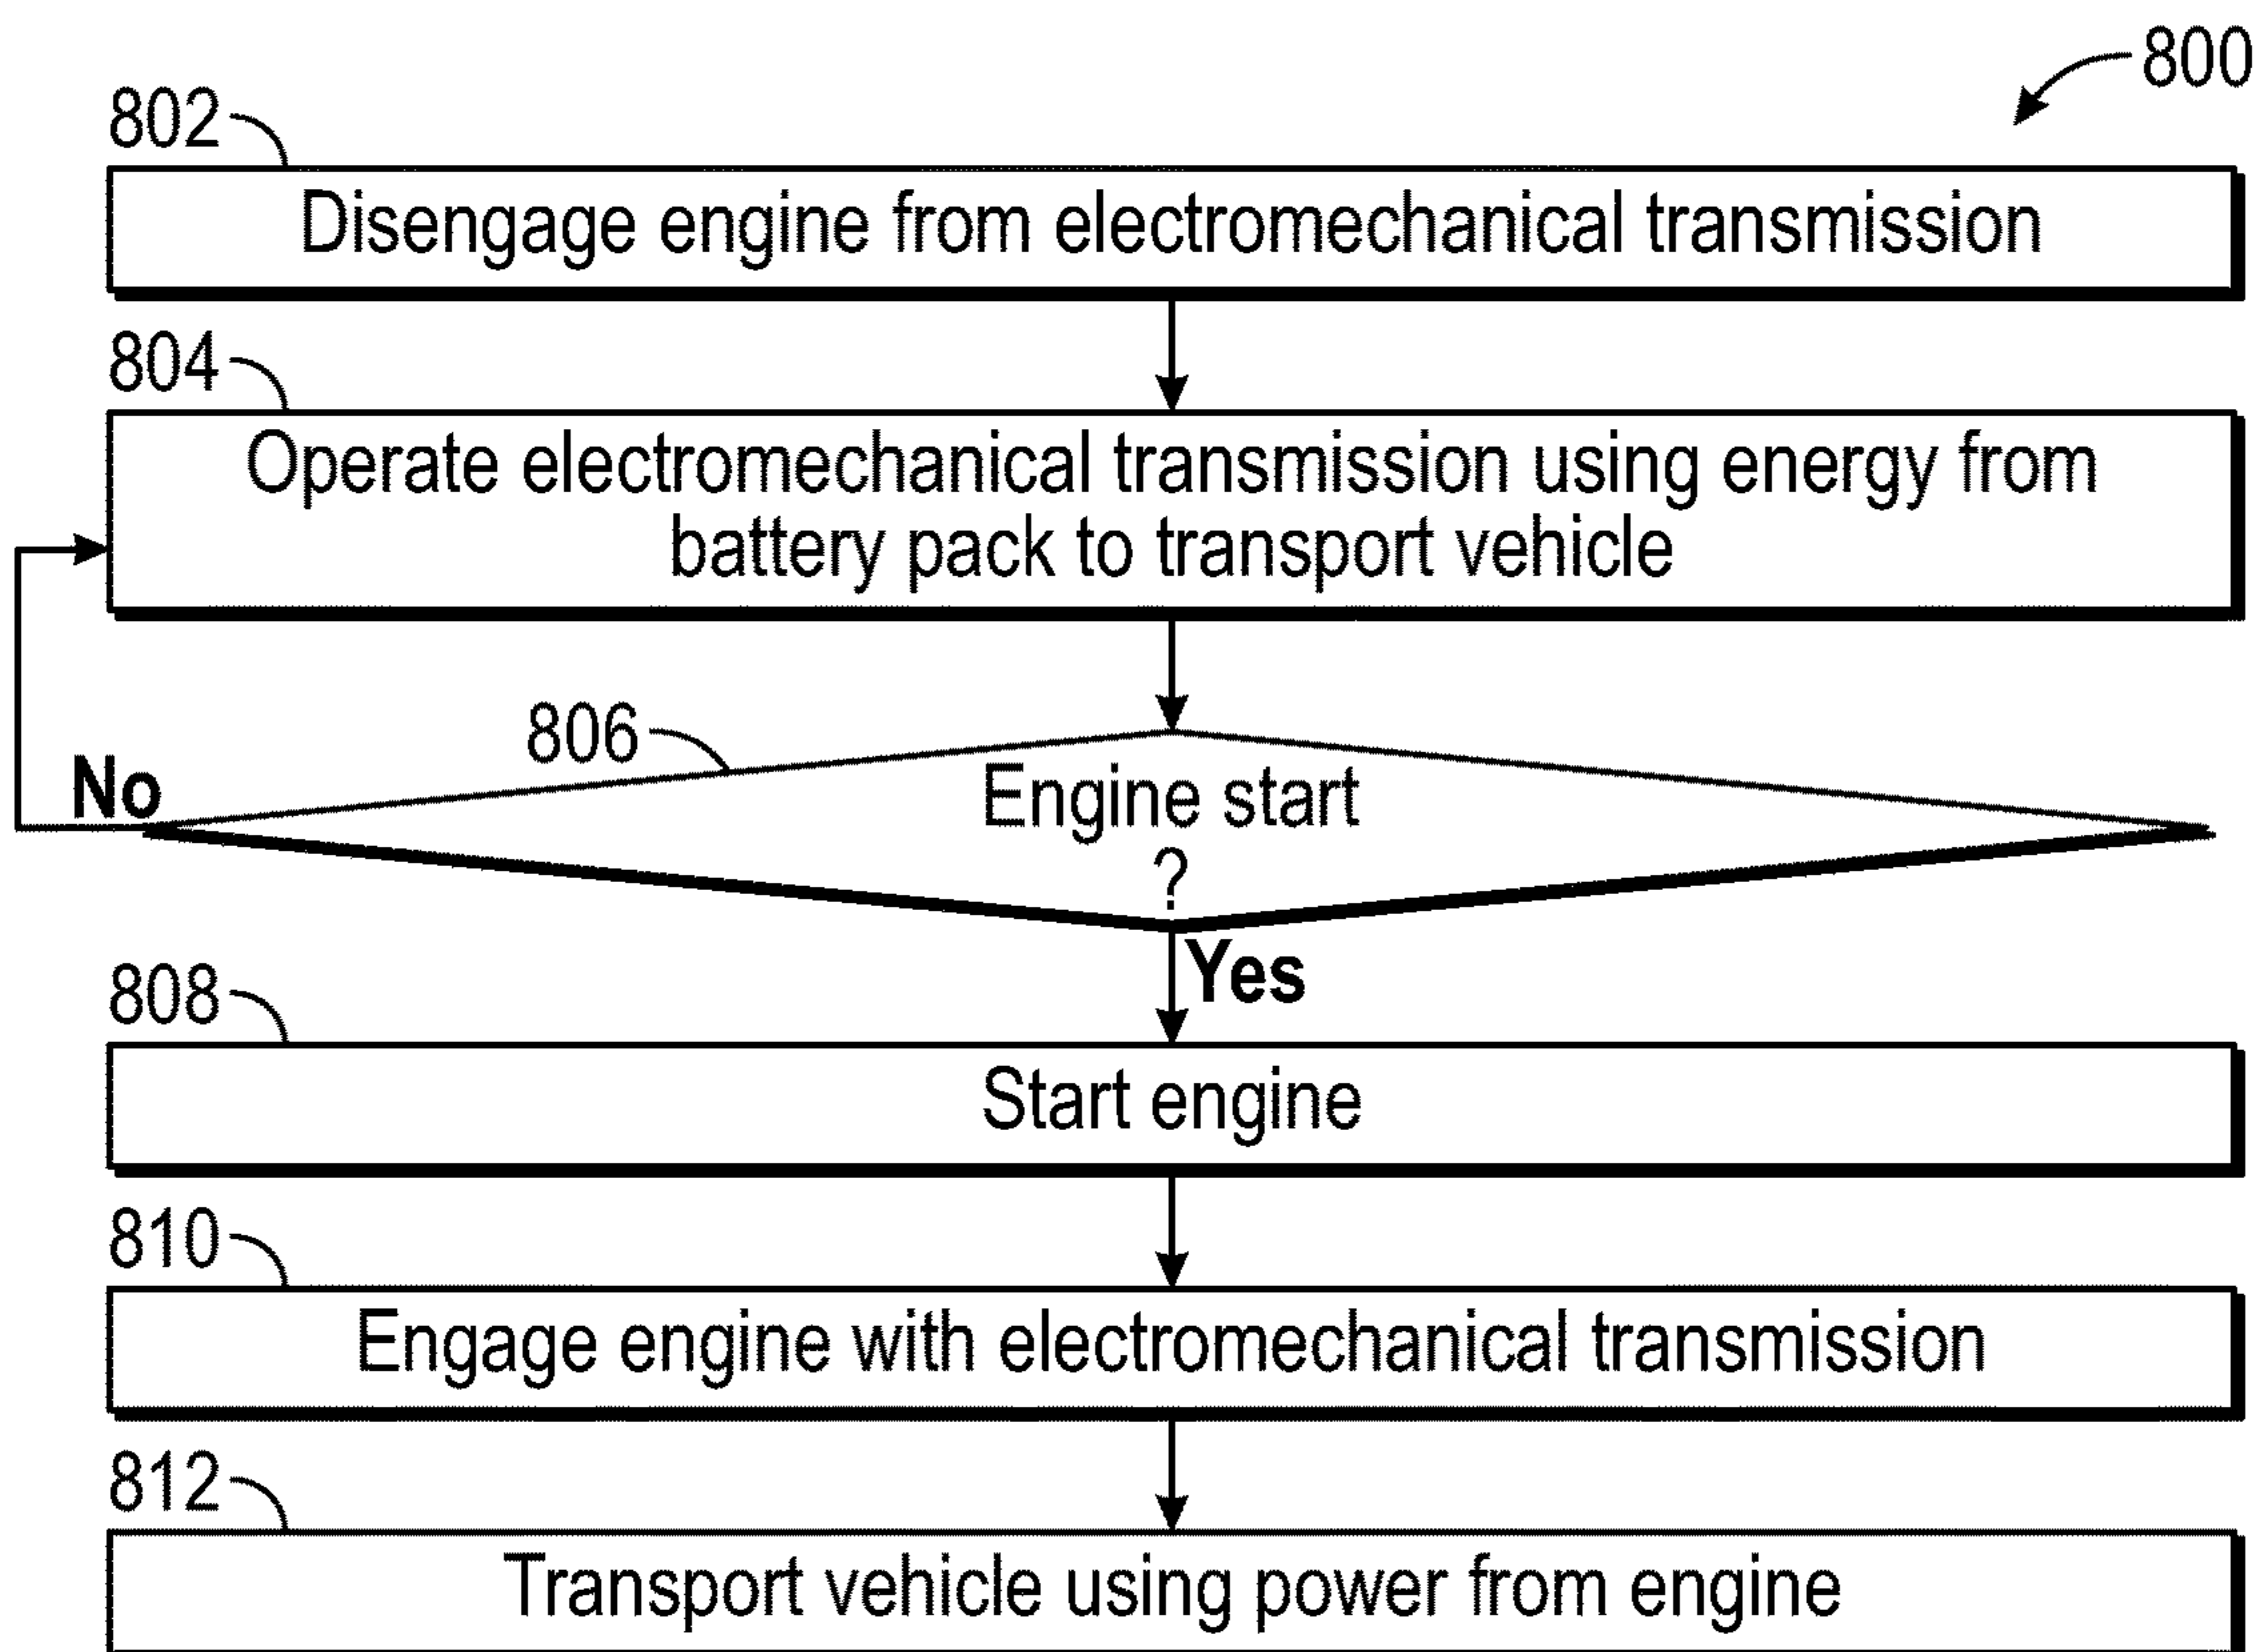 800
802
Disengage engine from electromechanical transmission
804
Operate electromechanical transmission using energy from
battery pack to transport vehicle
806
No
Engine start
?
Yes
808
Start engine
810
Engage engine with electromechanical transmission
812
Transport vehicle using power from engine